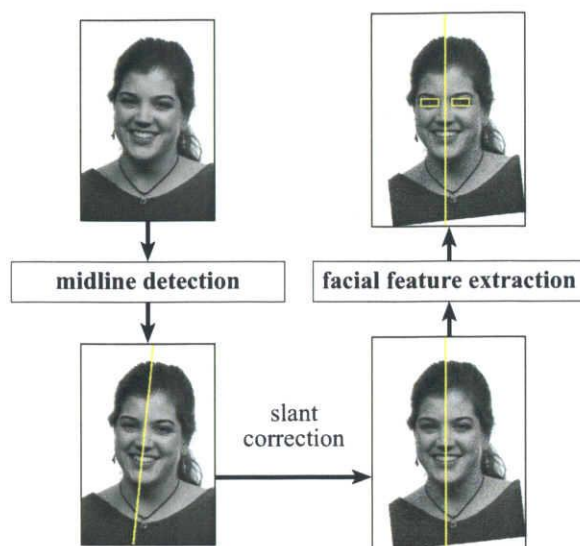 midline detection
facial feature extraction
slant
correction